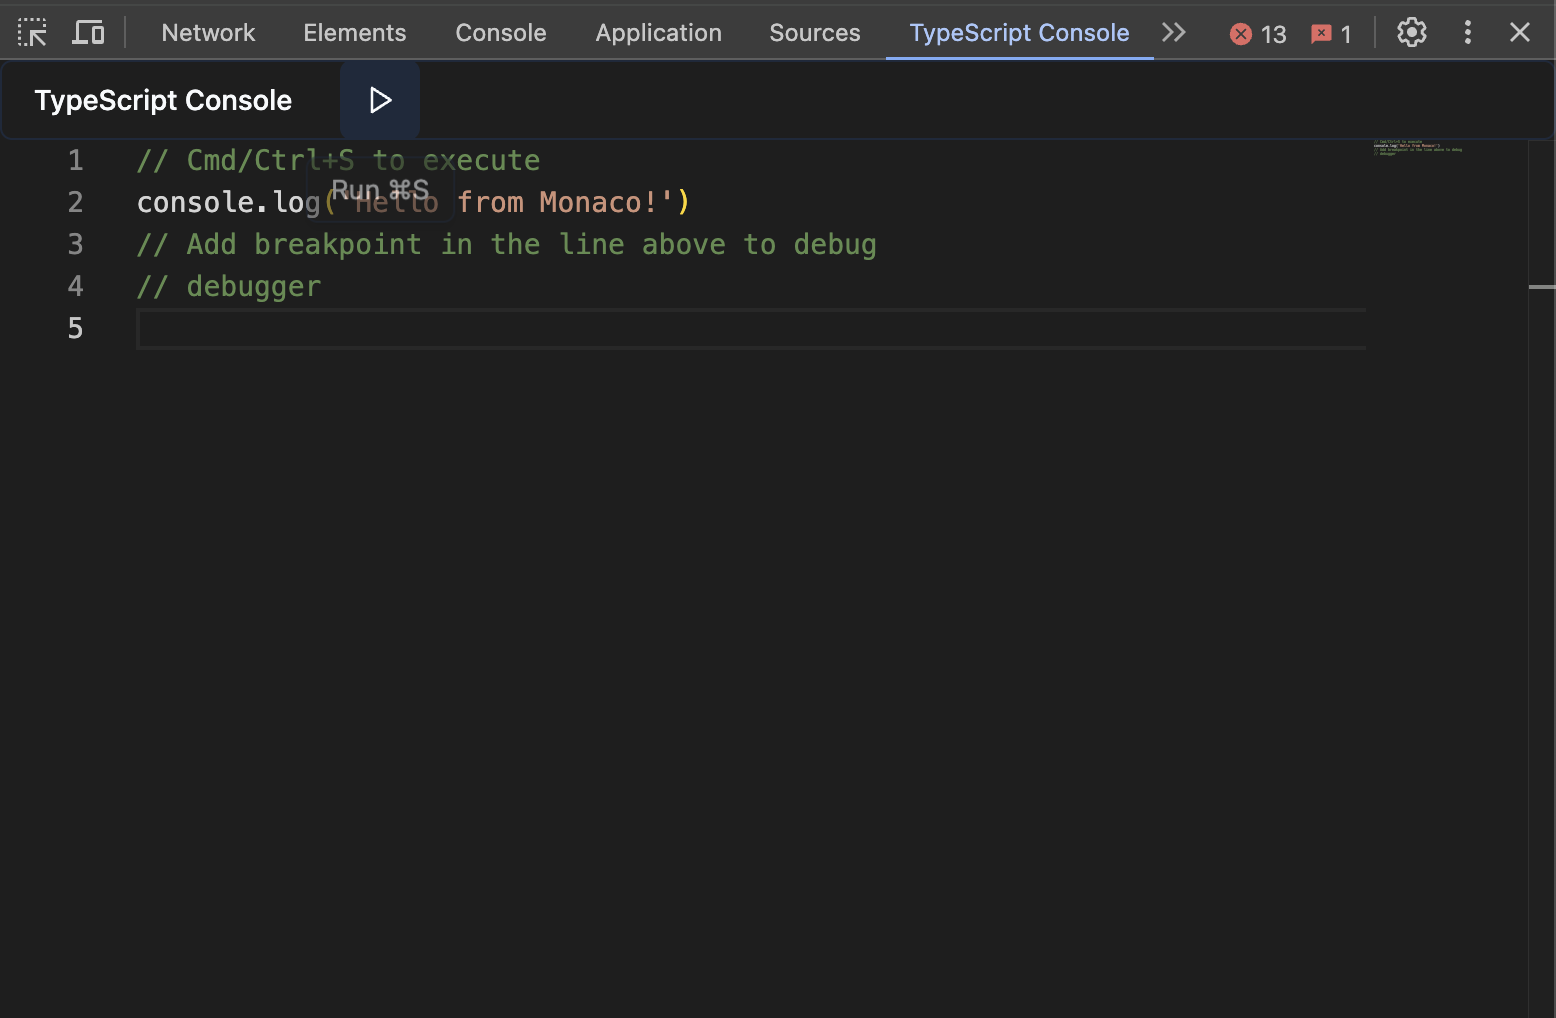 Network Elements Console Application Sources TypeScript Console 13 1
TypeScript Console
1 // Cmd/Ctrl+S to execute
Run ⌘S
2 console.log('Hello from Monaco!')
3 // Add breakpoint in the line above to debug
4 // debugger
5